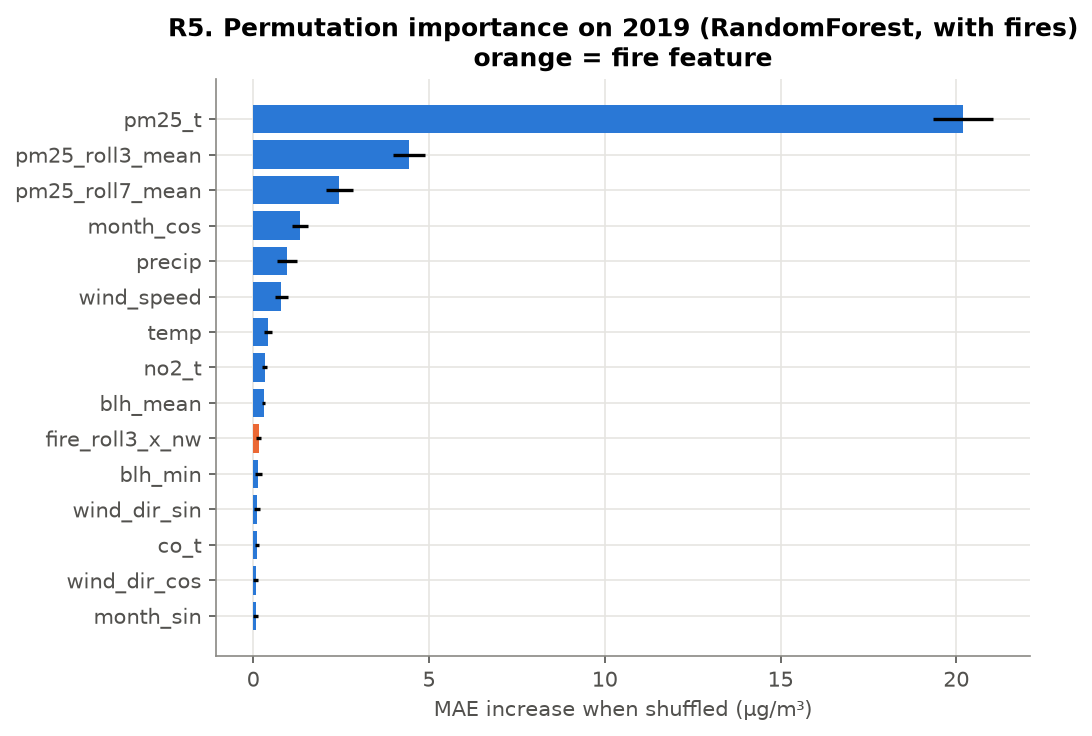 R5. Permutation importance on 2019 (RandomForest, with fires)
orange = fire feature
pm25_t
pm25_roll3_mean
pm25_roll7_mean
month_cos
precip
wind_speed
temp
no2_t
blh_mean
fire_roll3_x_nw
blh_min
wind_dir_sin
co_t
wind_dir_cos
month_sin
0 5 10 15 20
MAE increase when shuffled (µg/m³)